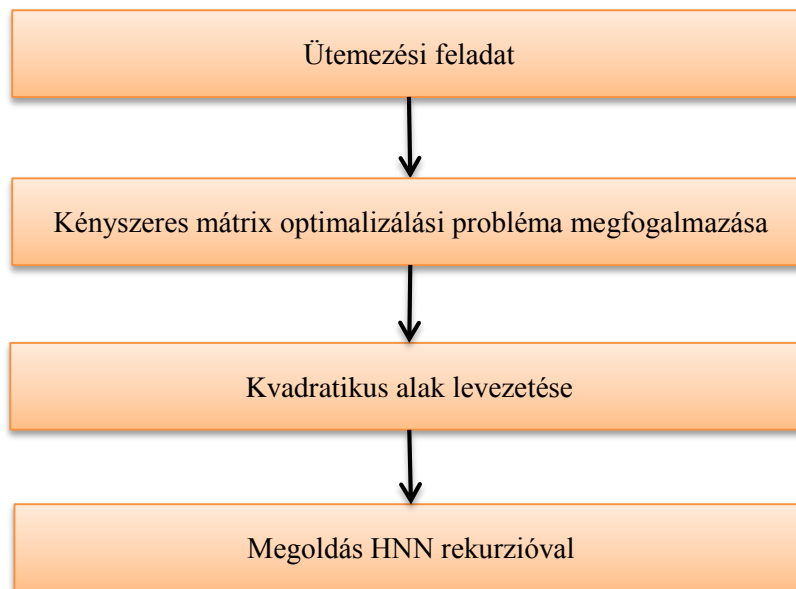 Ütemezési feladat
Kényszeres mátrix optimalizálási probléma megfogalmazása
Kvadratikus alak levezetése
Megoldás HNN rekurzióval